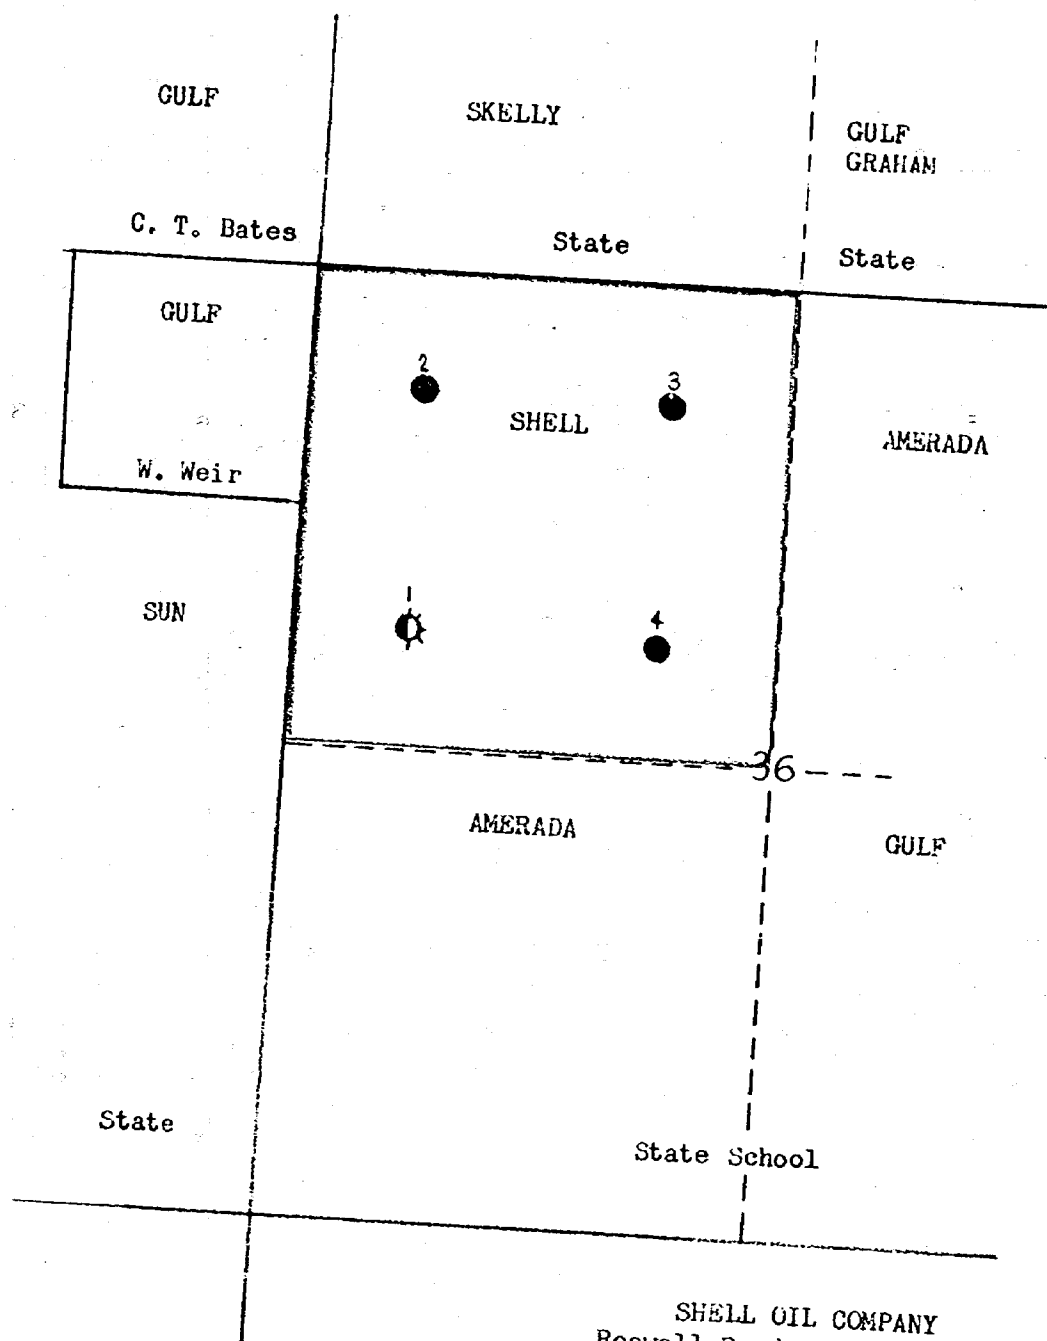 GULF
SKELLY
GULF
GRAHAM
C. T. Bates
State
State
GULF
2
3
SHELL
AMERADA
W. Weir
1
SUN
4
36
AMERADA
GULF
State
State School
SHELL OIL COMPANY
Roswell